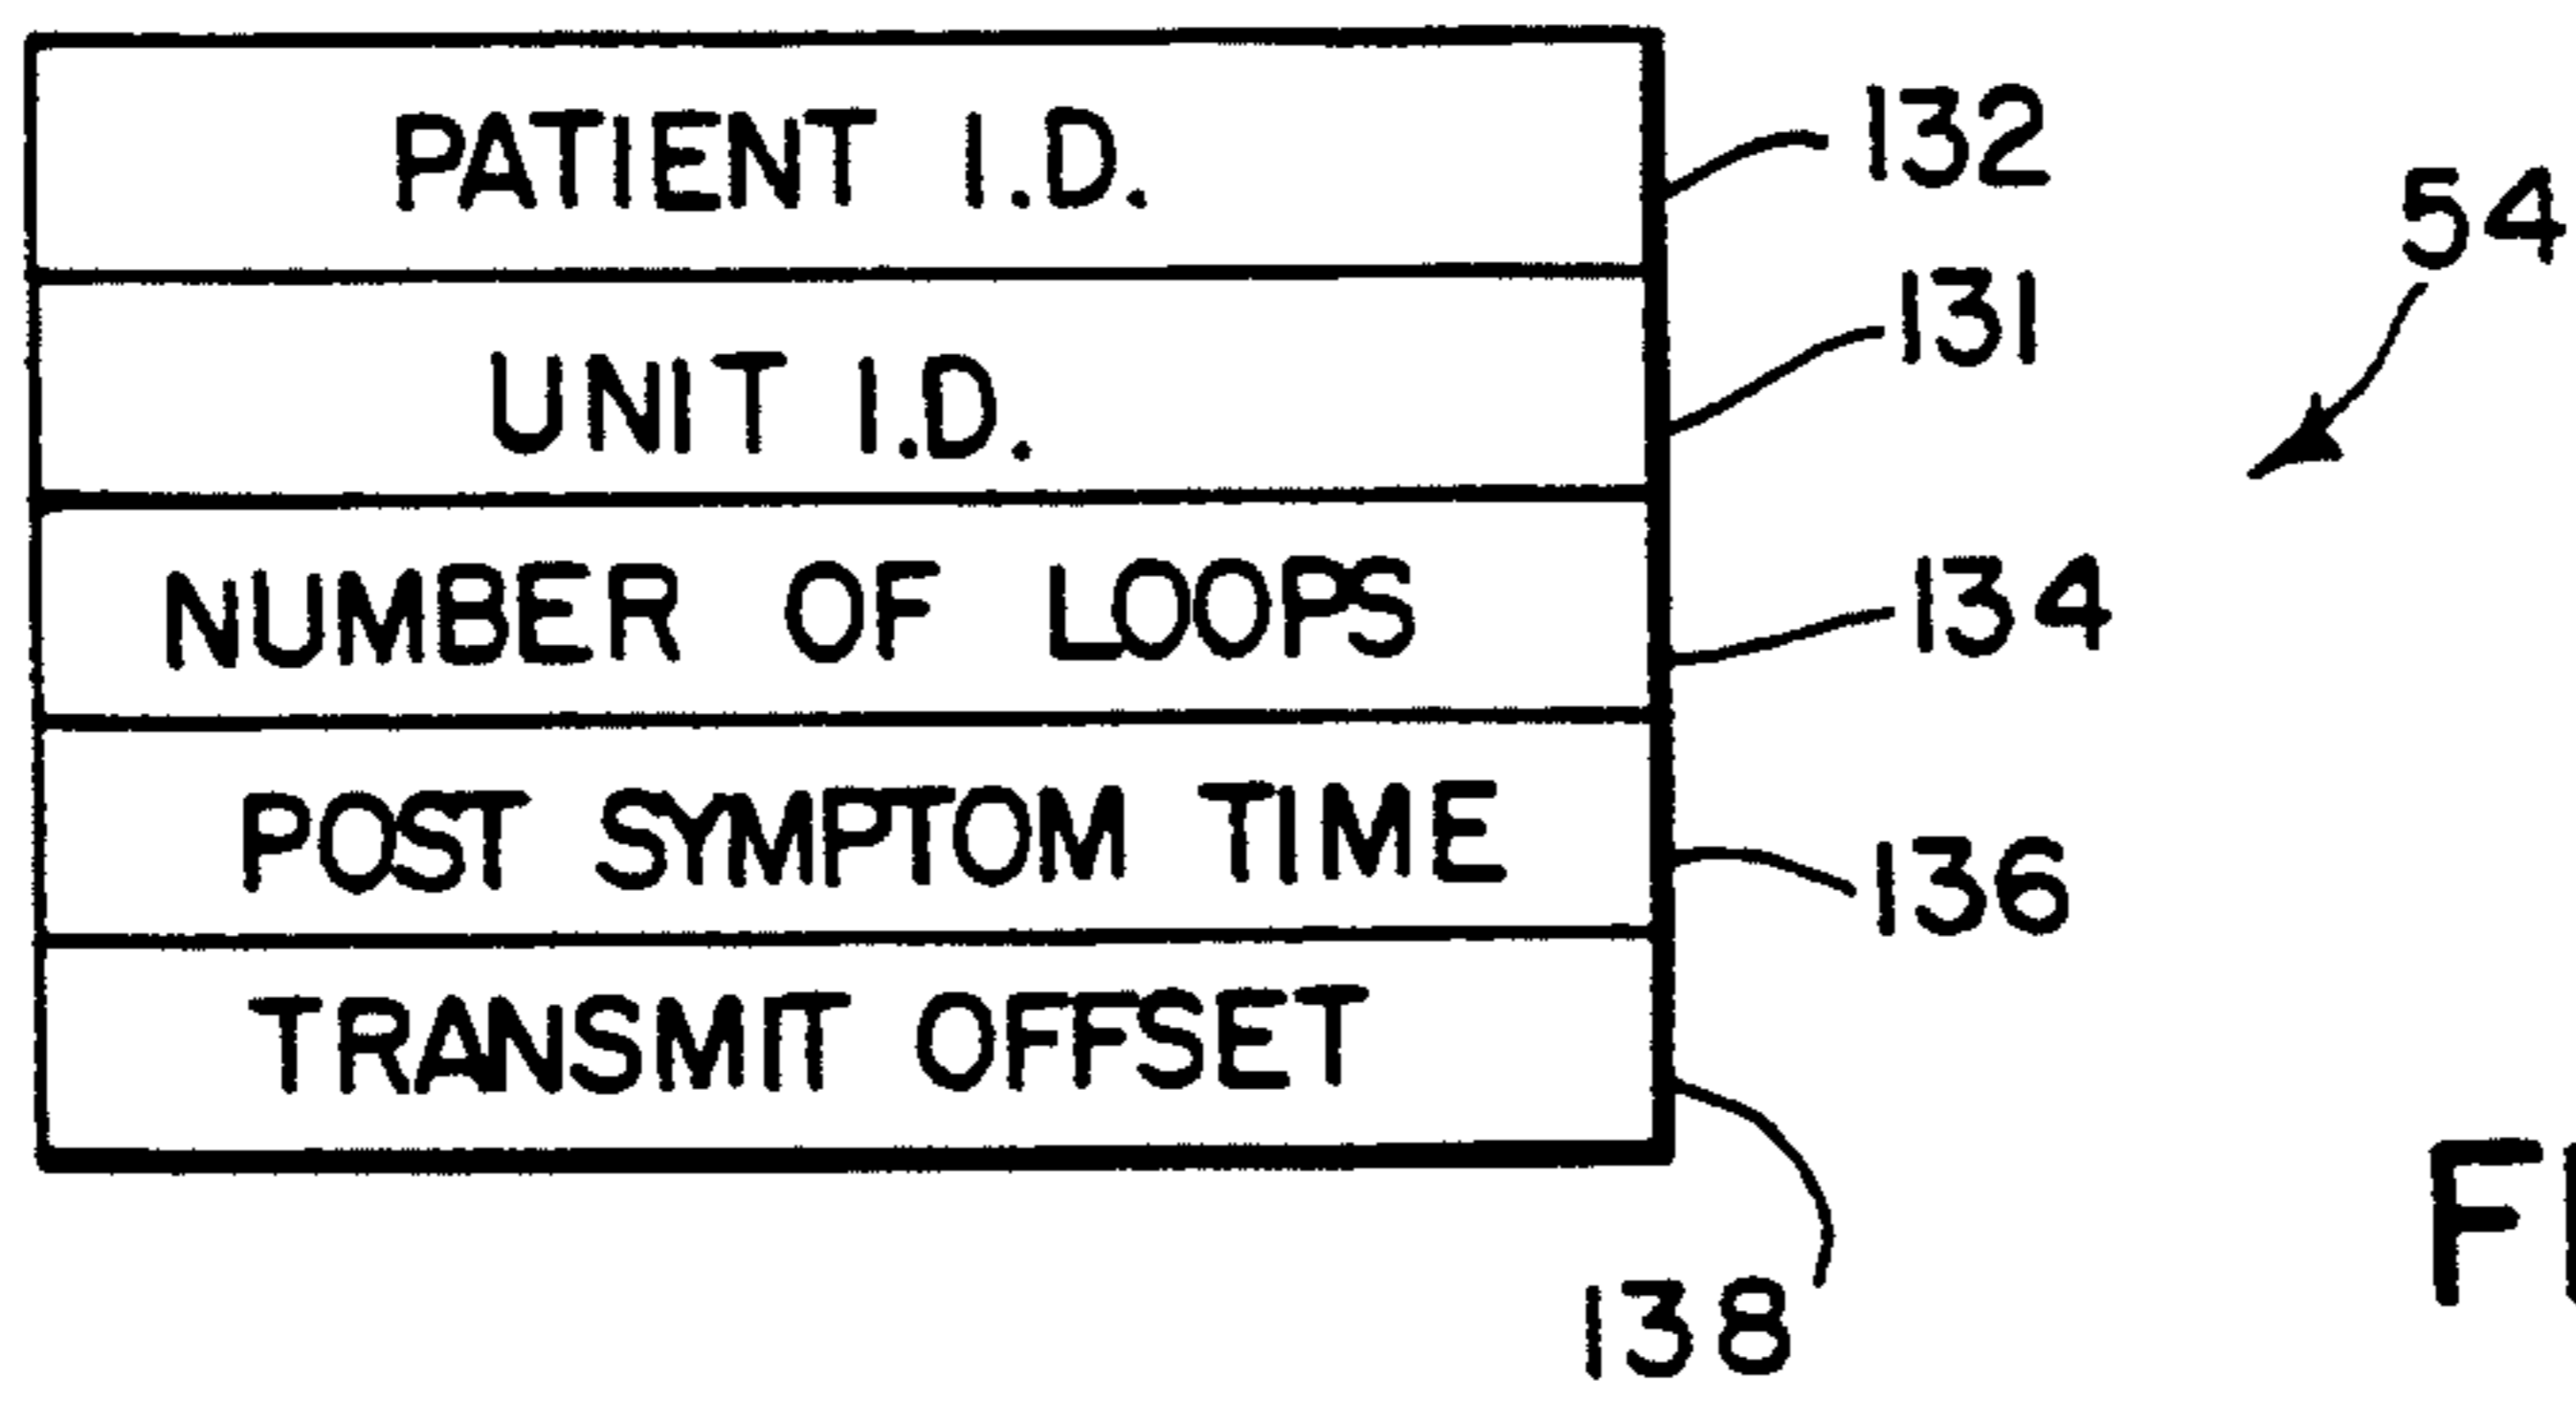 PATIENT I.D. 132
54
UNIT I.D. 131
NUMBER OF LOOPS 134
POST SYMPTOM TIME 136
TRANSMIT OFFSET
138